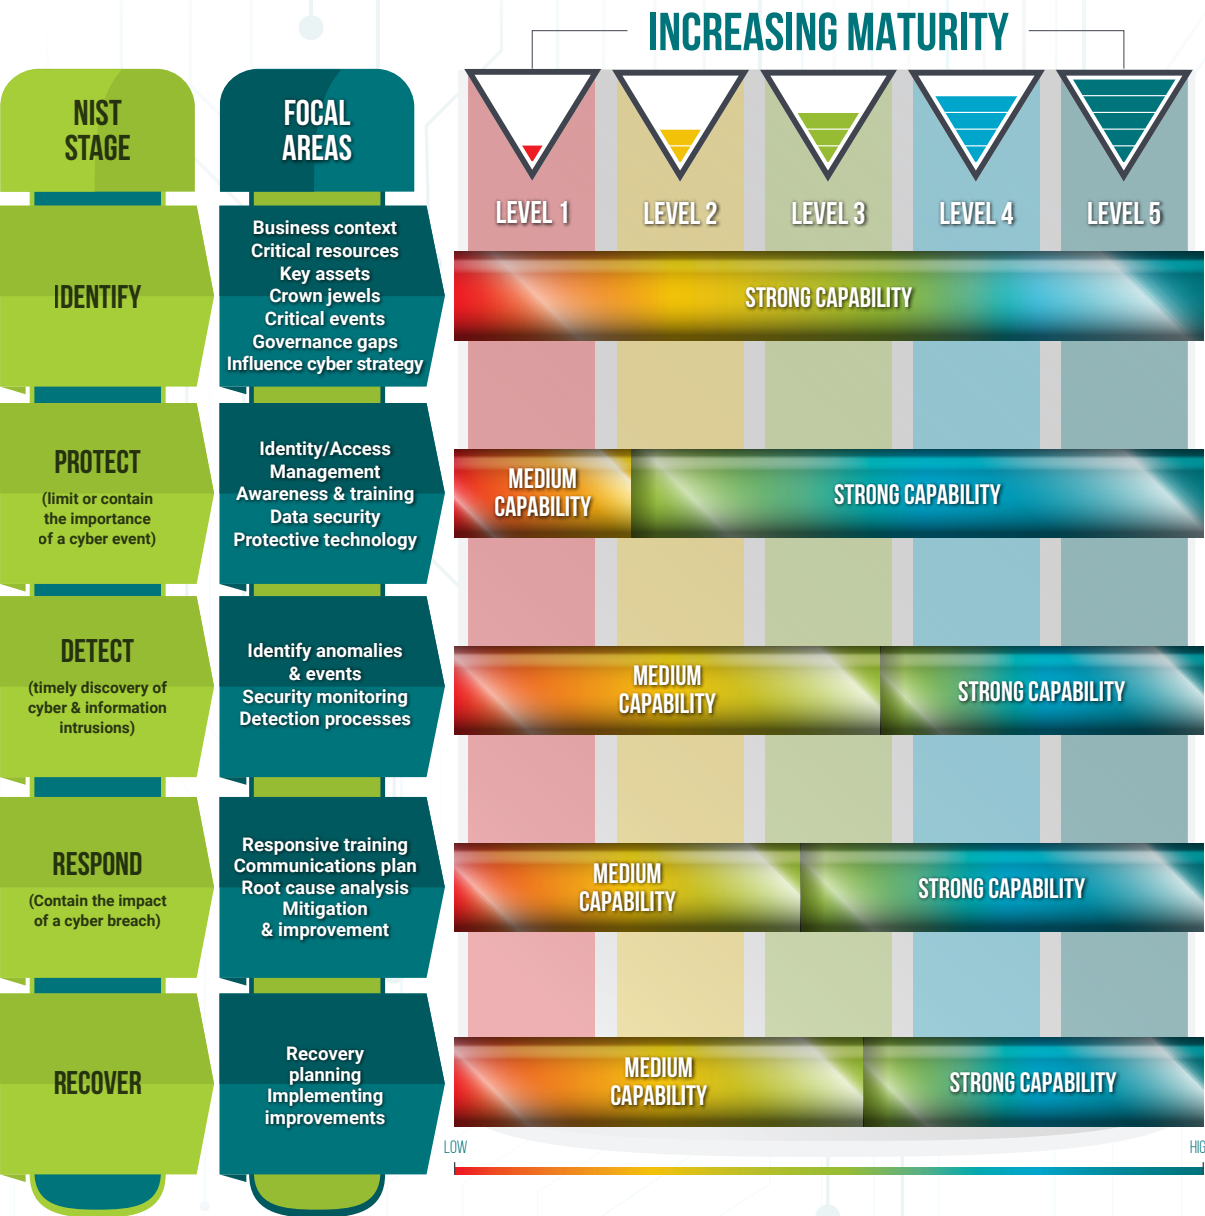 INCREASING MATURITY
NIST
STAGE
FOCAL
AREAS
LEVEL 1
LEVEL 2
LEVEL 3
LEVEL 4
LEVEL 5
IDENTIFY
Business context
Critical resources
Key assets
Crown jewels
Critical events
Governance gaps
Influence cyber strategy
STRONG CAPABILITY
PROTECT
(limit or contain
the importance
of a cyber event)
Identity/Access
Management
Awareness & training
Data security
Protective technology
MEDIUM
CAPABILITY
STRONG CAPABILITY
DETECT
(timely discovery of
cyber & information
intrusions)
Identify anomalies
& events
Security monitoring
Detection processes
MEDIUM
CAPABILITY
STRONG CAPABILITY
RESPOND
(Contain the impact
of a cyber breach)
Responsive training
Communications plan
Root cause analysis
Mitigation
& improvement
MEDIUM
CAPABILITY
STRONG CAPABILITY
RECOVER
Recovery
planning
Implementing
improvements
MEDIUM
CAPABILITY
STRONG CAPABILITY
LOW
HIG